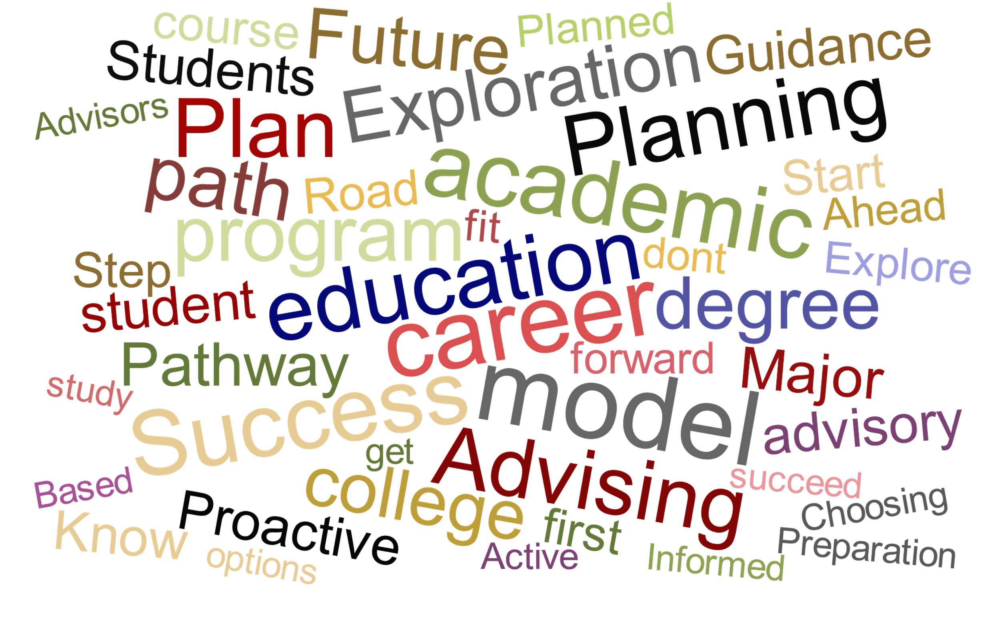 course
Future
Planned
Guidance
Students
Exploration
Planning
Advisors
Plan
path
Road
academic
Start
Ahead
program
fit
dont
Explore
Step
education
student
career
degree
Pathway
forward
Major
study
Success
model
advisory
get
Advising
Based
college
succeed
Choosing
Know
Proactive
first
Preparation
options
Active
Informed